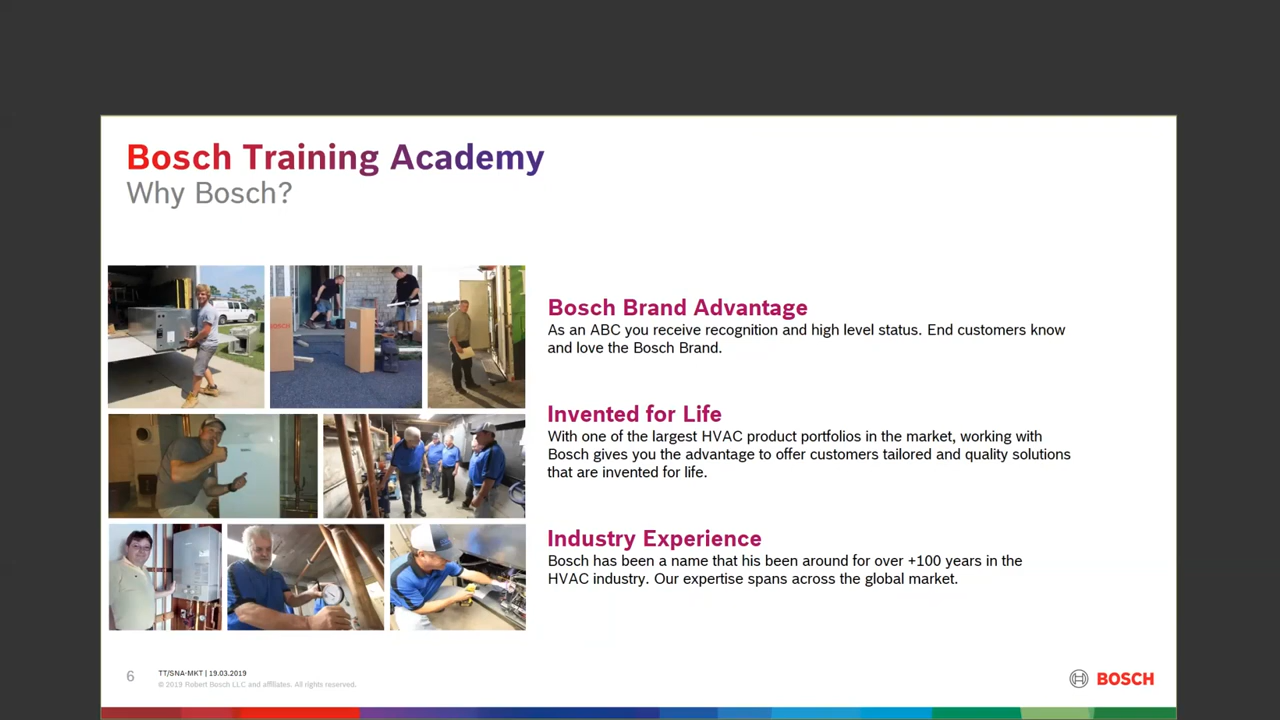 Bosch Training Academy
Why Bosch?
BOSCH
Bosch Brand Advantage
As an ABC you receive recognition and high level status. End customers know
and love the Bosch Brand.
Invented for Life
With one of the largest HVAC product portfolios in the market, working with
Bosch gives you the advantage to offer customers tailored and quality solutions
that are invented for life.
Industry Experience
Bosch has been a name that his been around for over +100 years in the
HVAC industry. Our expertise spans across the global market.
6
TT/SNA-MKT | 19.03.2019
© 2019 Robert Bosch LLC and affiliates. All rights reserved.
BOSCH